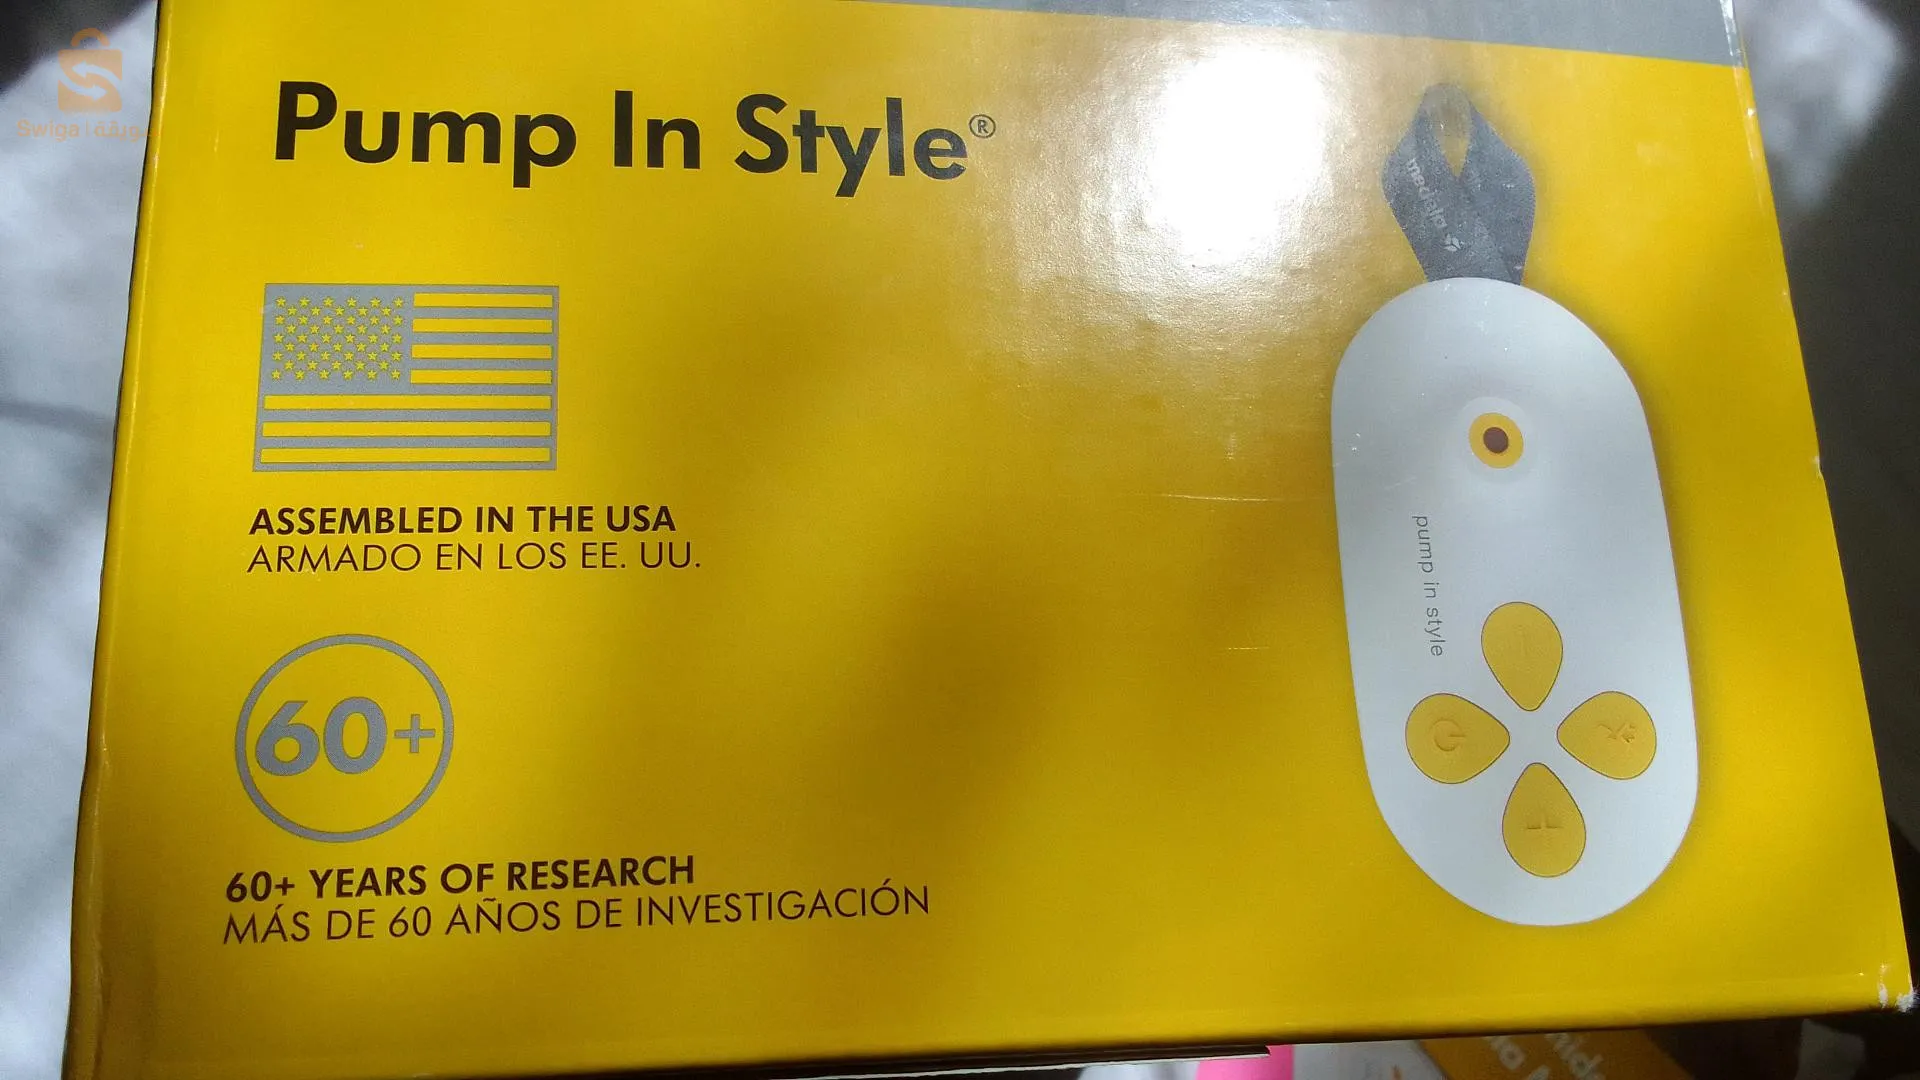 Swiga | سويقة
Pump In Style®
medela
ASSEMBLED IN THE USA
ARMADO EN LOS EE. UU.
pump in style
60+
60+ YEARS OF RESEARCH
MÁS DE 60 AÑOS DE INVESTIGACIÓN